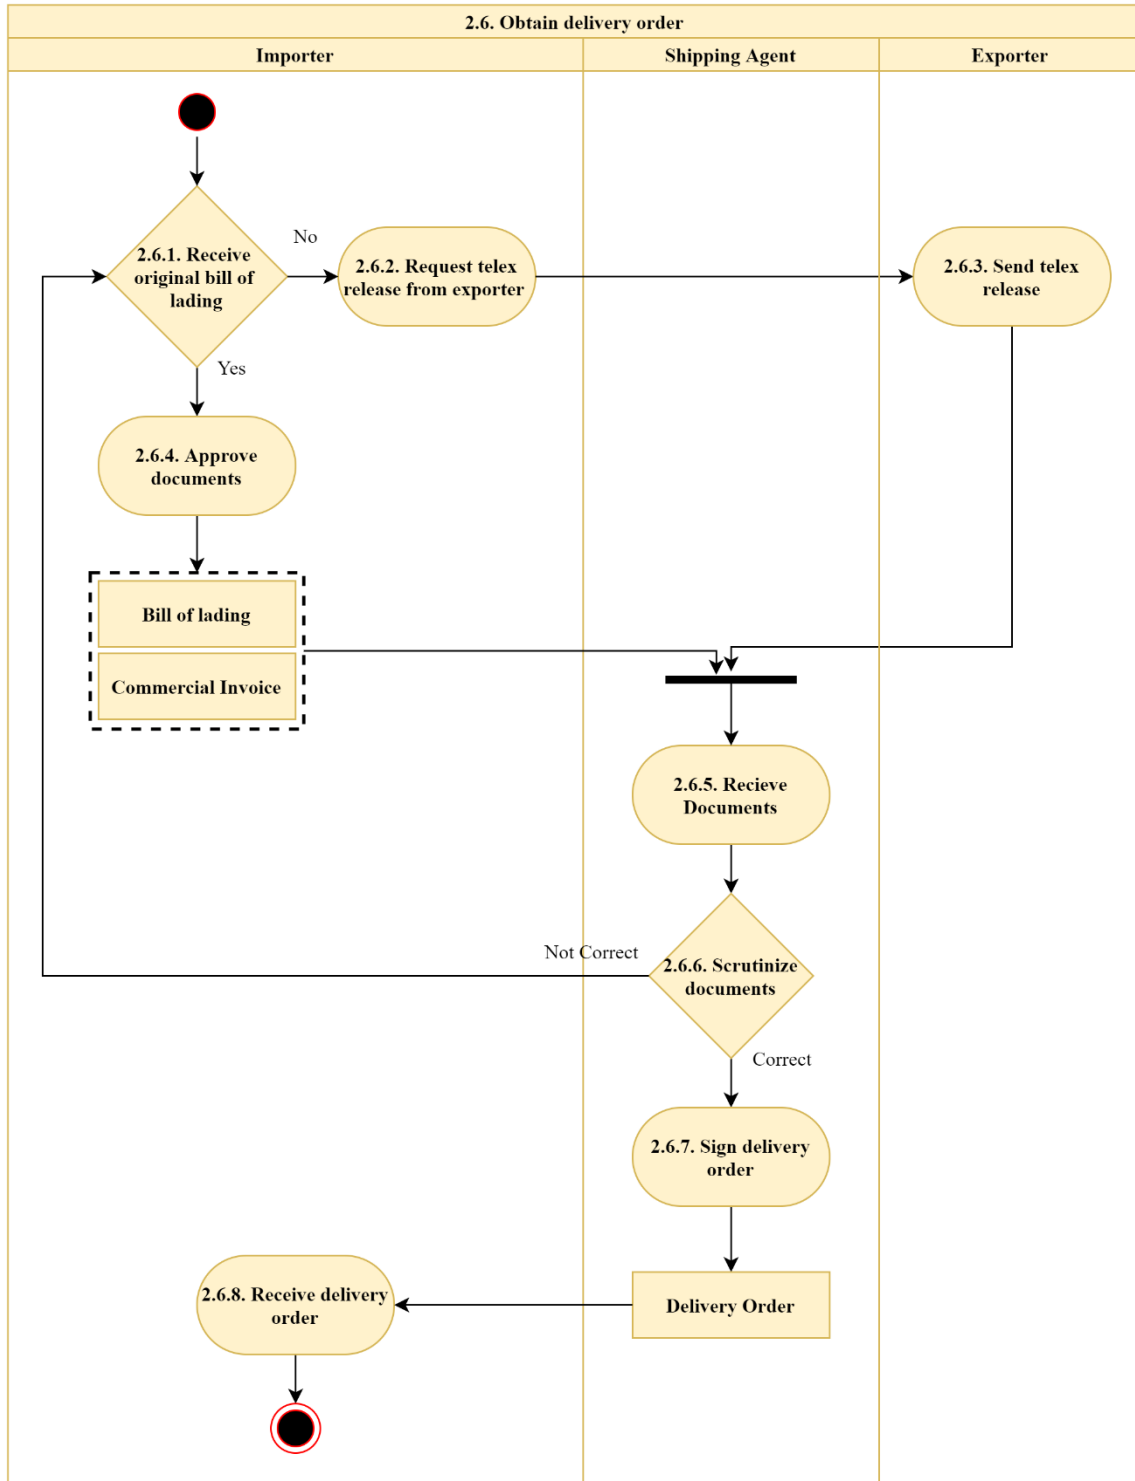 2.6. Obtain delivery order
Importer
Shipping Agent
Exporter
2.6.1. Receive
original bill of
lading
No
2.6.2. Request telex
release from exporter
2.6.3. Send telex
release
Yes
2.6.4. Approve
documents
Bill of lading
Commercial Invoice
2.6.5. Recieve
Documents
Not Correct
2.6.6. Scrutinize
documents
Correct
2.6.7. Sign delivery
order
2.6.8. Receive delivery
order
Delivery Order